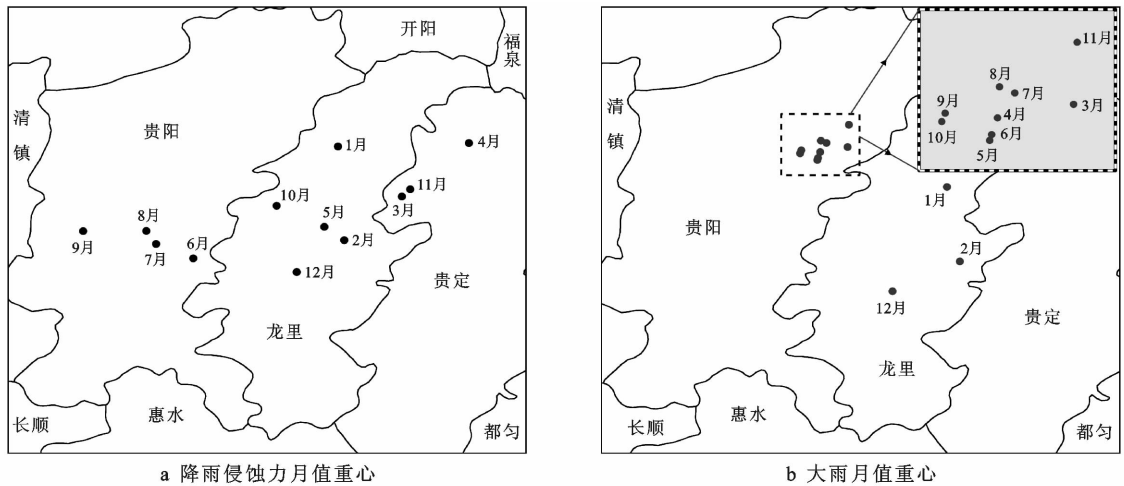 开阳
福泉
清镇
贵阳
1月
4月
11月
3月
10月
5月
2月
8月
9月
7月
6月
12月
贵定
龙里
长顺
惠水
都匀
a 降雨侵蚀力月值重心
11月
8月
7月
3月
9月
4月
10月
6月
5月
1月
贵阳
清镇
2月
12月
贵定
龙里
长顺
惠水
都匀
b 大雨月值重心